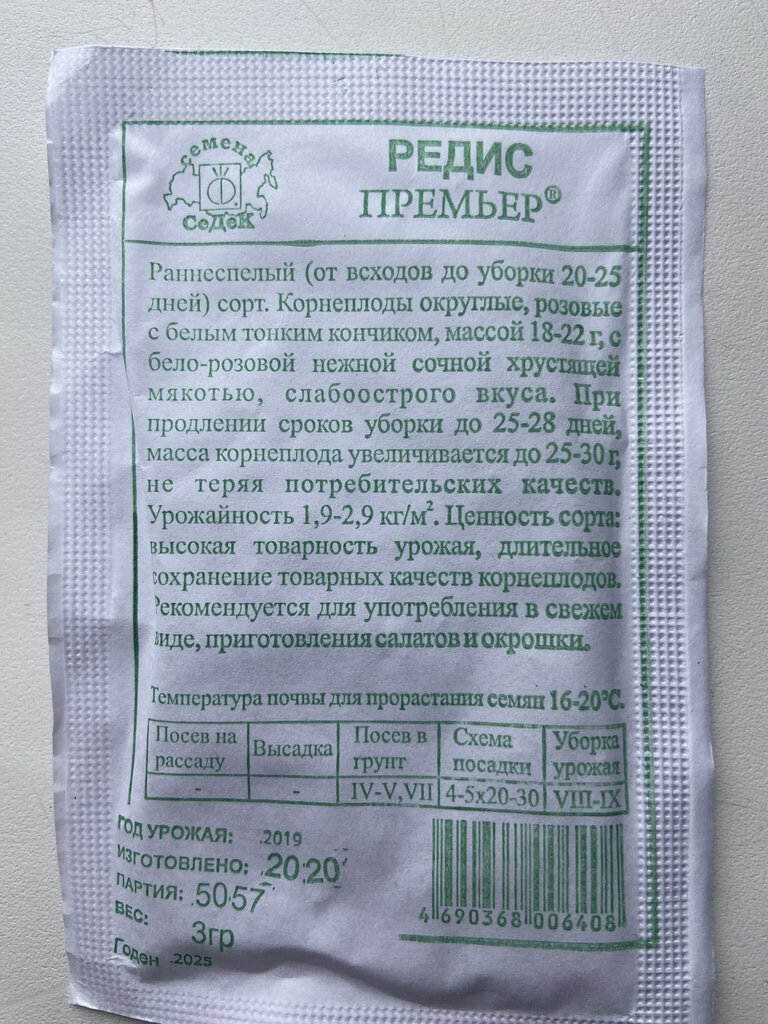 семена
СеДеК
РЕДИС
ПРЕМЬЕР®
Раннеспелый (от всходов до уборки 20-25
дней) сорт. Корнеплоды округлые, розовые
с белым тонким кончиком, массой 18-22 г, с
бело-розовой нежной сочной хрустящей
мякотью, слабоострого вкуса. При
продлении сроков уборки до 25-28 дней,
масса корнеплода увеличивается до 25-30 г,
не теряя потребительских качеств.
Урожайность 1,9-2,9 кг/м². Ценность сорта:
высокая товарность урожая, длительное
сохранение товарных качеств корнеплодов.
Рекомендуется для употребления в свежем
виде, приготовления салатов и окрошки.
Температура почвы для прорастания семян 16-20°С.
Посев на рассаду Высадка Посев в грунт Схема посадки Уборка урожая
- - IV-V,VII 4-5х20-30 VIII-IX
ГОД УРОЖАЯ: .2019
ИЗГОТОВЛЕНО: .20.20
ПАРТИЯ: .50.57
ВЕС: 3гр
Годен .2025
4 690368 006408